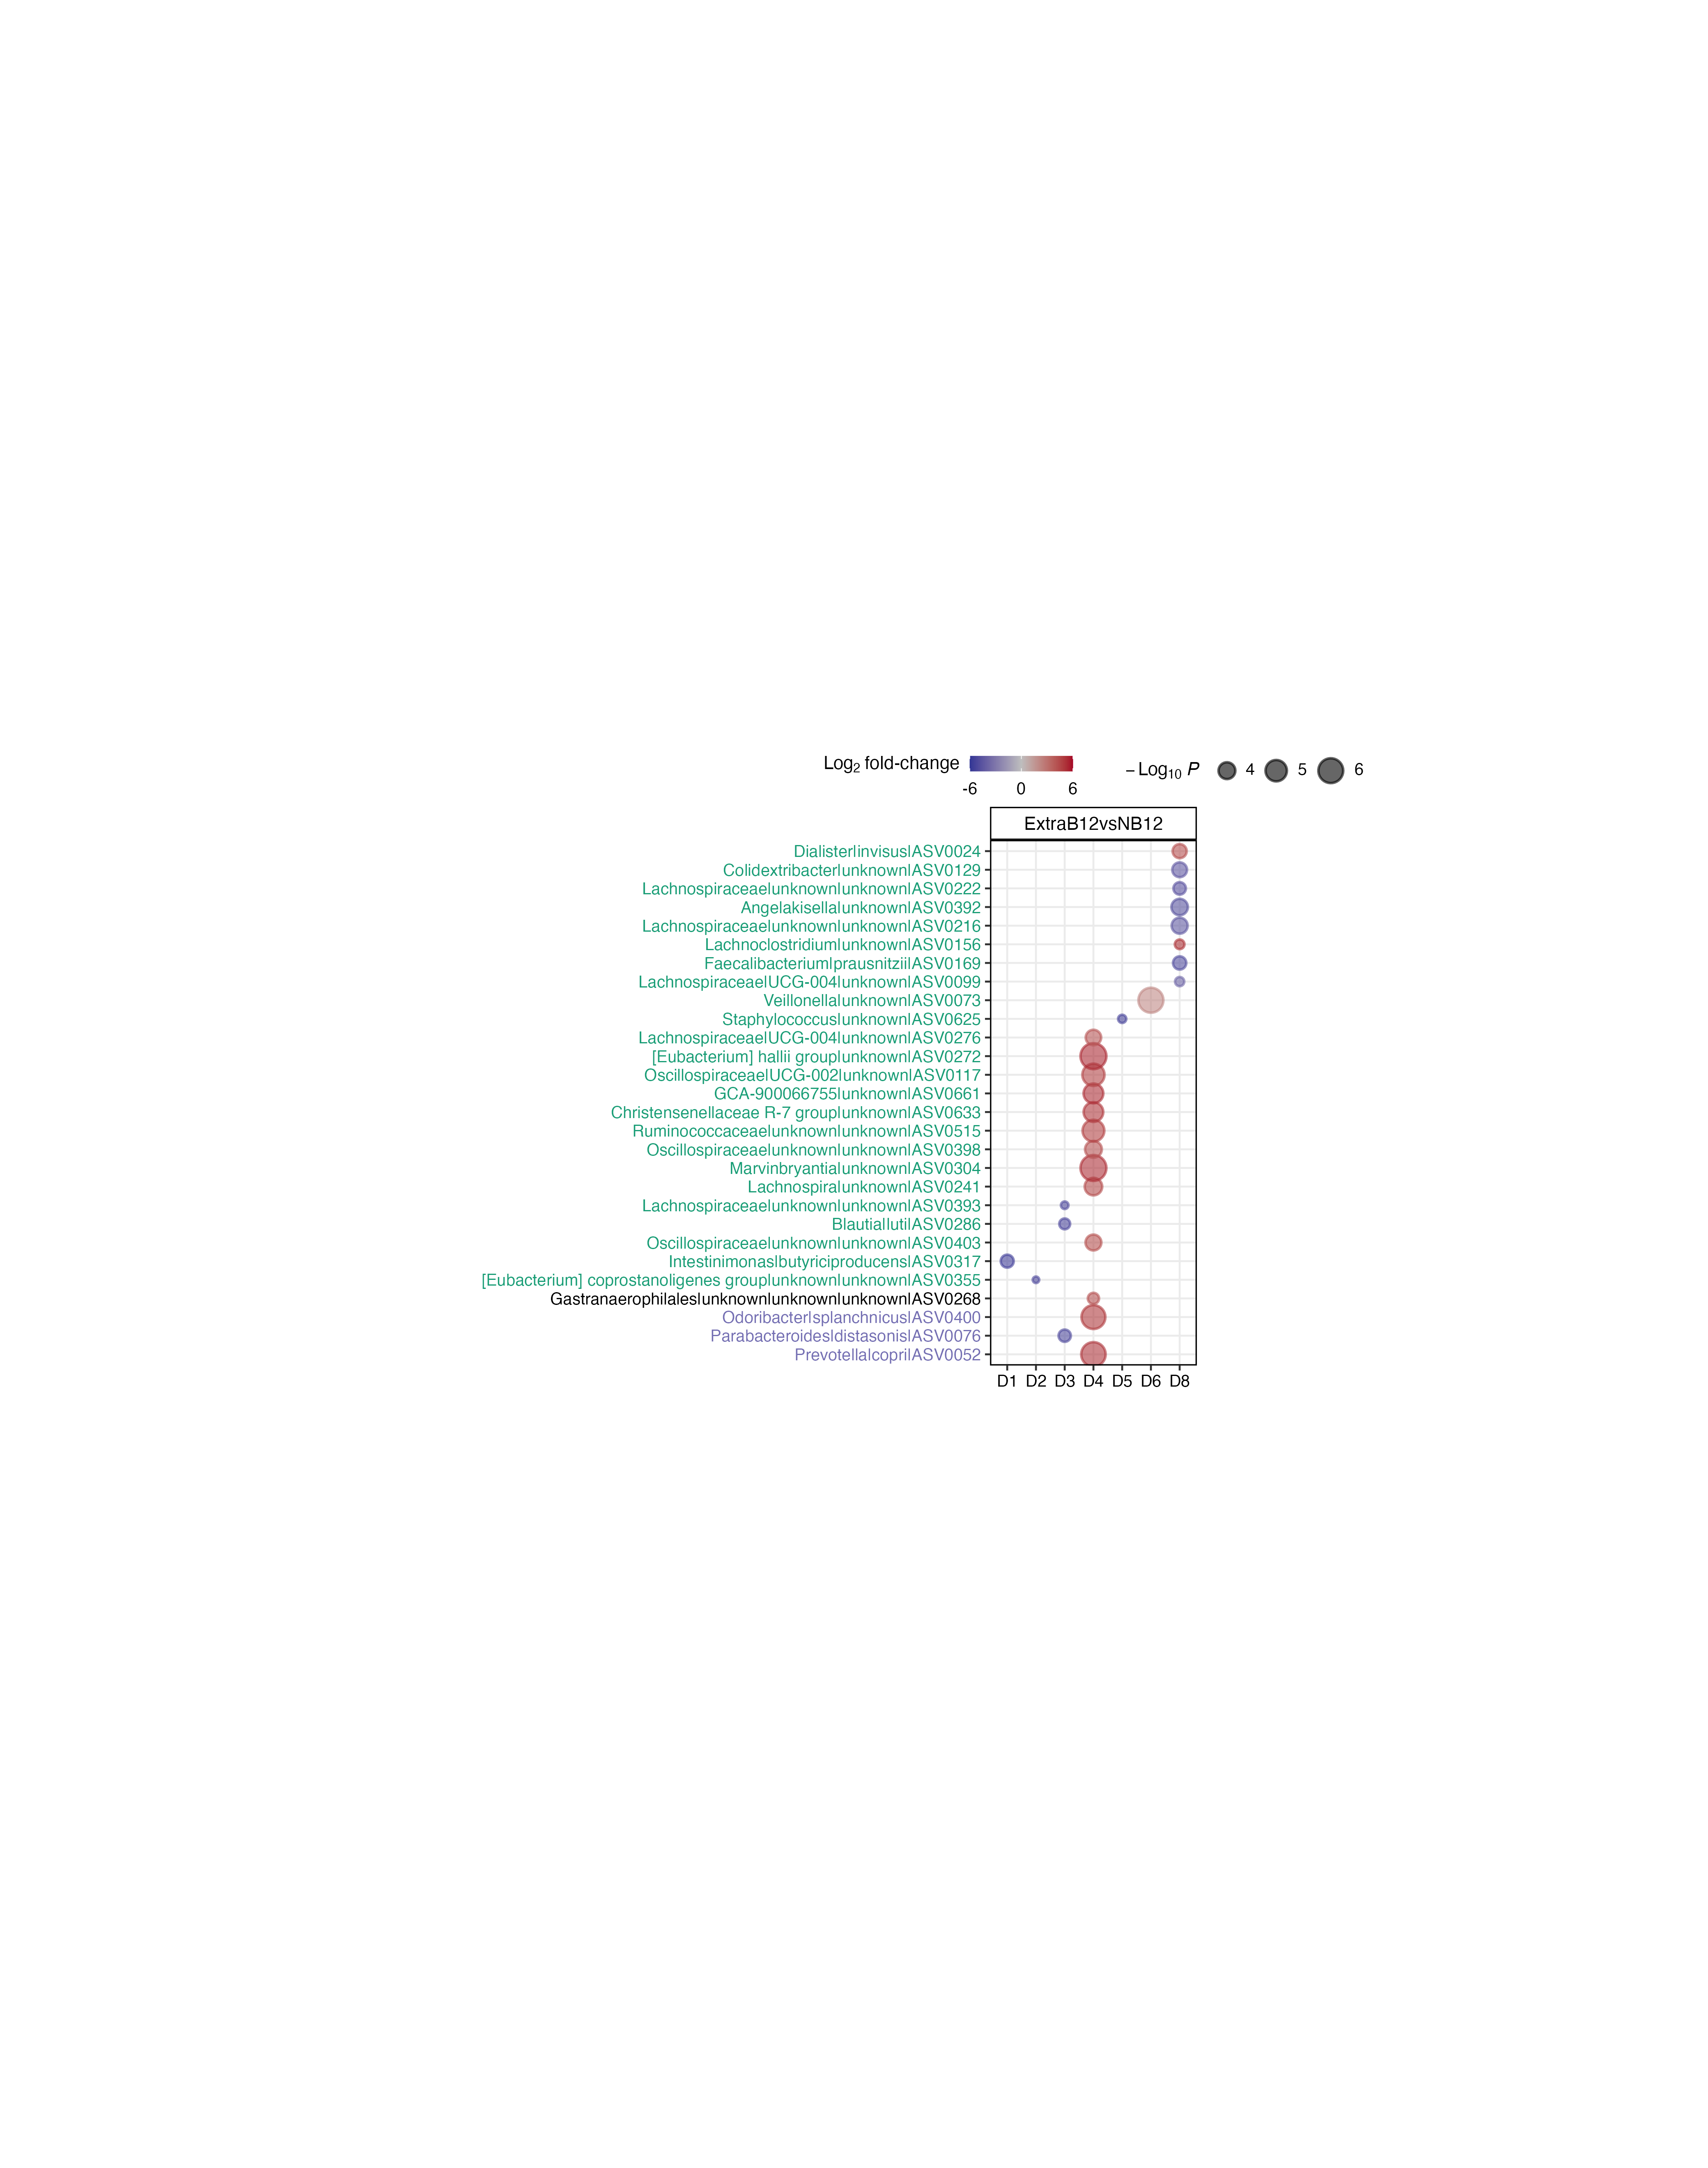 Log2 fold-change
-6 0 6
−Log10 P 4 5 6
ExtraB12vsNB12
Dialister|invisus|ASV0024
Colidextribacter|unknown|ASV0129
Lachnospiraceae|unknown|unknown|ASV0222
Angelakisella|unknown|ASV0392
Lachnospiraceae|unknown|unknown|ASV0216
Lachnoclostridium|unknown|ASV0156
Faecalibacterium|prausnitzii|ASV0169
Lachnospiraceae|UCG-004|unknown|ASV0099
Veillonella|unknown|ASV0073
Staphylococcus|unknown|ASV0625
Lachnospiraceae|UCG-004|unknown|ASV0276
[Eubacterium] hallii group|unknown|ASV0272
Oscillospiraceae|UCG-002|unknown|ASV0117
GCA-900066755|unknown|ASV0661
Christensenellaceae R-7 group|unknown|ASV0633
Ruminococcaceae|unknown|unknown|ASV0515
Oscillospiraceae|unknown|unknown|ASV0398
Marvinbryantia|unknown|ASV0304
Lachnospira|unknown|ASV0241
Lachnospiraceae|unknown|unknown|ASV0393
Blautia|luti|ASV0286
Oscillospiraceae|unknown|unknown|ASV0403
Intestinimonas|butyriciproducens|ASV0317
[Eubacterium] coprostanoligenes group|unknown|unknown|ASV0355
Gastranaerophilales|unknown|unknown|unknown|ASV0268
Odoribacter|splanchnicus|ASV0400
Parabacteroides|distasonis|ASV0076
Prevotella|copri|ASV0052
D1 D2 D3 D4 D5 D6 D8